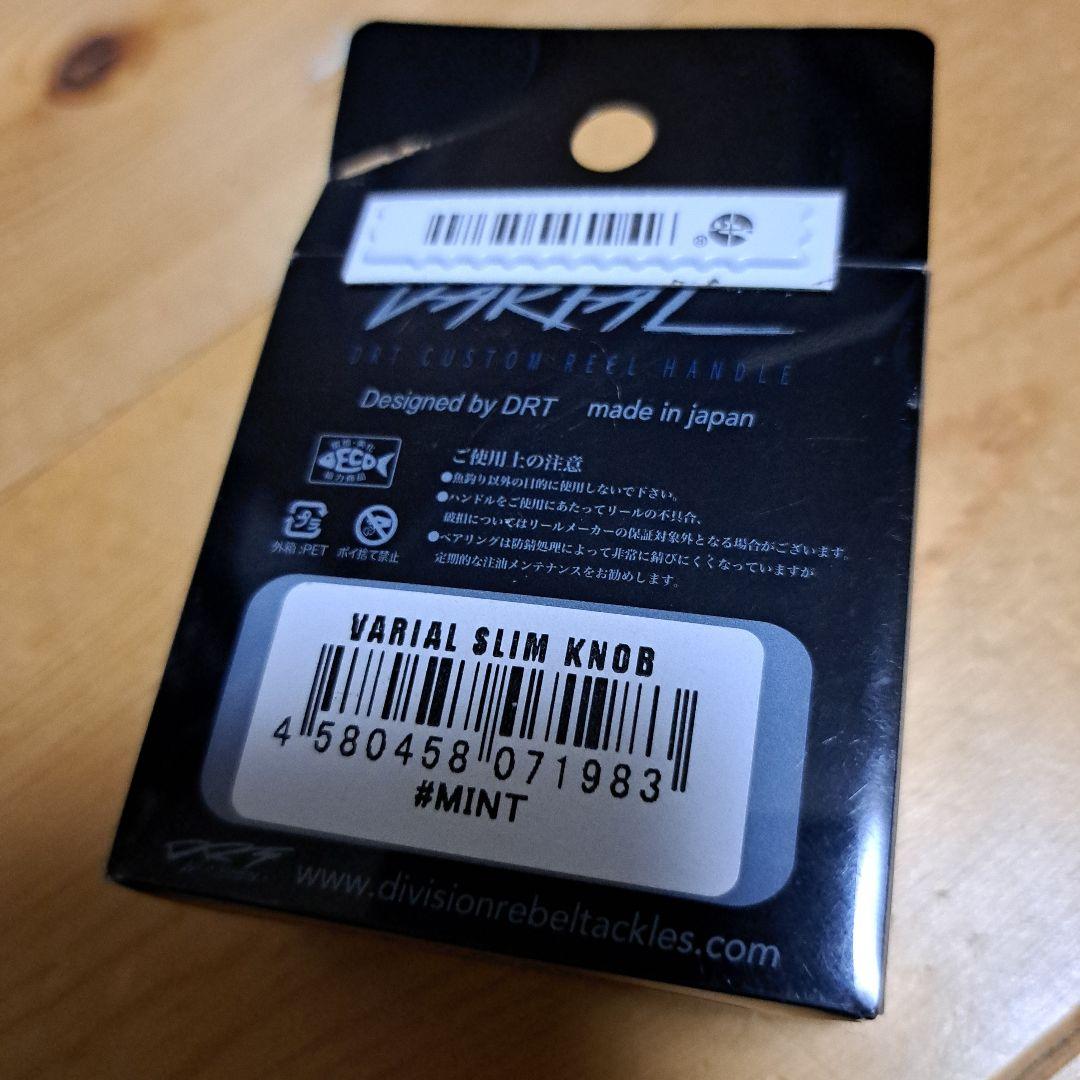 VARIAL
DRT CUSTOM REEL HANDLE
Designed by DRT made in japan
ECO
協力商品
ご使用上の注意
●魚釣り以外の目的に使用しないで下さい。
●ハンドルをご使用にあたってリールの不具合、
破損についてはリールメーカーの保証対象外となる場合がございます。
●ベアリングは防錆処理によって非常に錆びにくくなっていますが
定期的な注油メンテナンスをお勧めします。
プラ
外箱:PET ポイ捨て禁止
VARIAL SLIM KNOB
4 580458 071983
#MINT
DRT
www.divisionrebeltackles.com